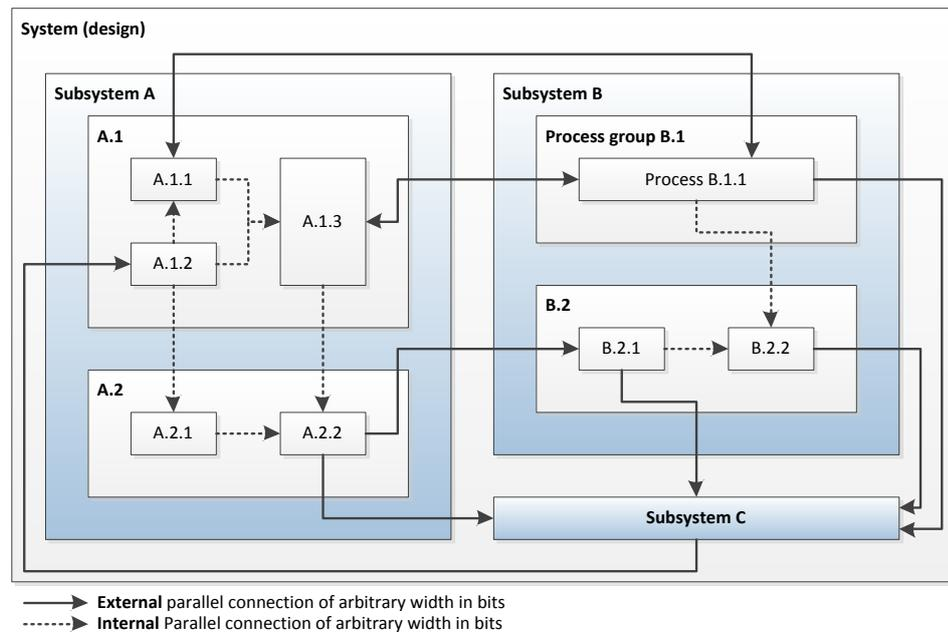 System (design)
Subsystem A
Subsystem B
A.1
Process group B.1
A.1.1
A.1.3
Process B.1.1
A.1.2
B.2
B.2.1
B.2.2
A.2
A.2.1
A.2.2
Subsystem C
External parallel connection of arbitrary width in bits
Internal Parallel connection of arbitrary width in bits